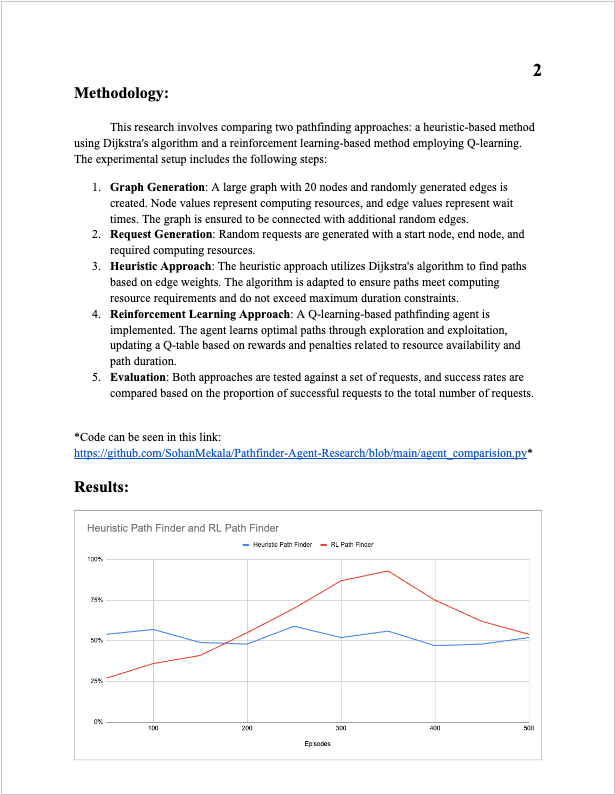 2
Methodology:
This research involves comparing two pathfinding approaches: a heuristic-based method
using Dijkstra's algorithm and a reinforcement learning-based method employing Q-learning.
The experimental setup includes the following steps:
1. Graph Generation: A large graph with 20 nodes and randomly generated edges is
created. Node values represent computing resources, and edge values represent wait
times. The graph is ensured to be connected with additional random edges.
2. Request Generation: Random requests are generated with a start node, end node, and
required computing resources.
3. Heuristic Approach: The heuristic approach utilizes Dijkstra's algorithm to find paths
based on edge weights. The algorithm is adapted to ensure paths meet computing
resource requirements and do not exceed maximum duration constraints.
4. Reinforcement Learning Approach: A Q-learning-based pathfinding agent is
implemented. The agent learns optimal paths through exploration and exploitation,
updating a Q-table based on rewards and penalties related to resource availability and
path duration.
5. Evaluation: Both approaches are tested against a set of requests, and success rates are
compared based on the proportion of successful requests to the total number of requests.
*Code can be seen in this link:
https://github.com/SohanMekala/Pathfinder-Agent-Research/blob/main/agent_comparision.py*
Results:
Heuristic Path Finder and RL Path Finder
Heuristic Path Finder RL Path Finder
100%
75%
50%
25%
0%
100 200 300 400 500
Episodes